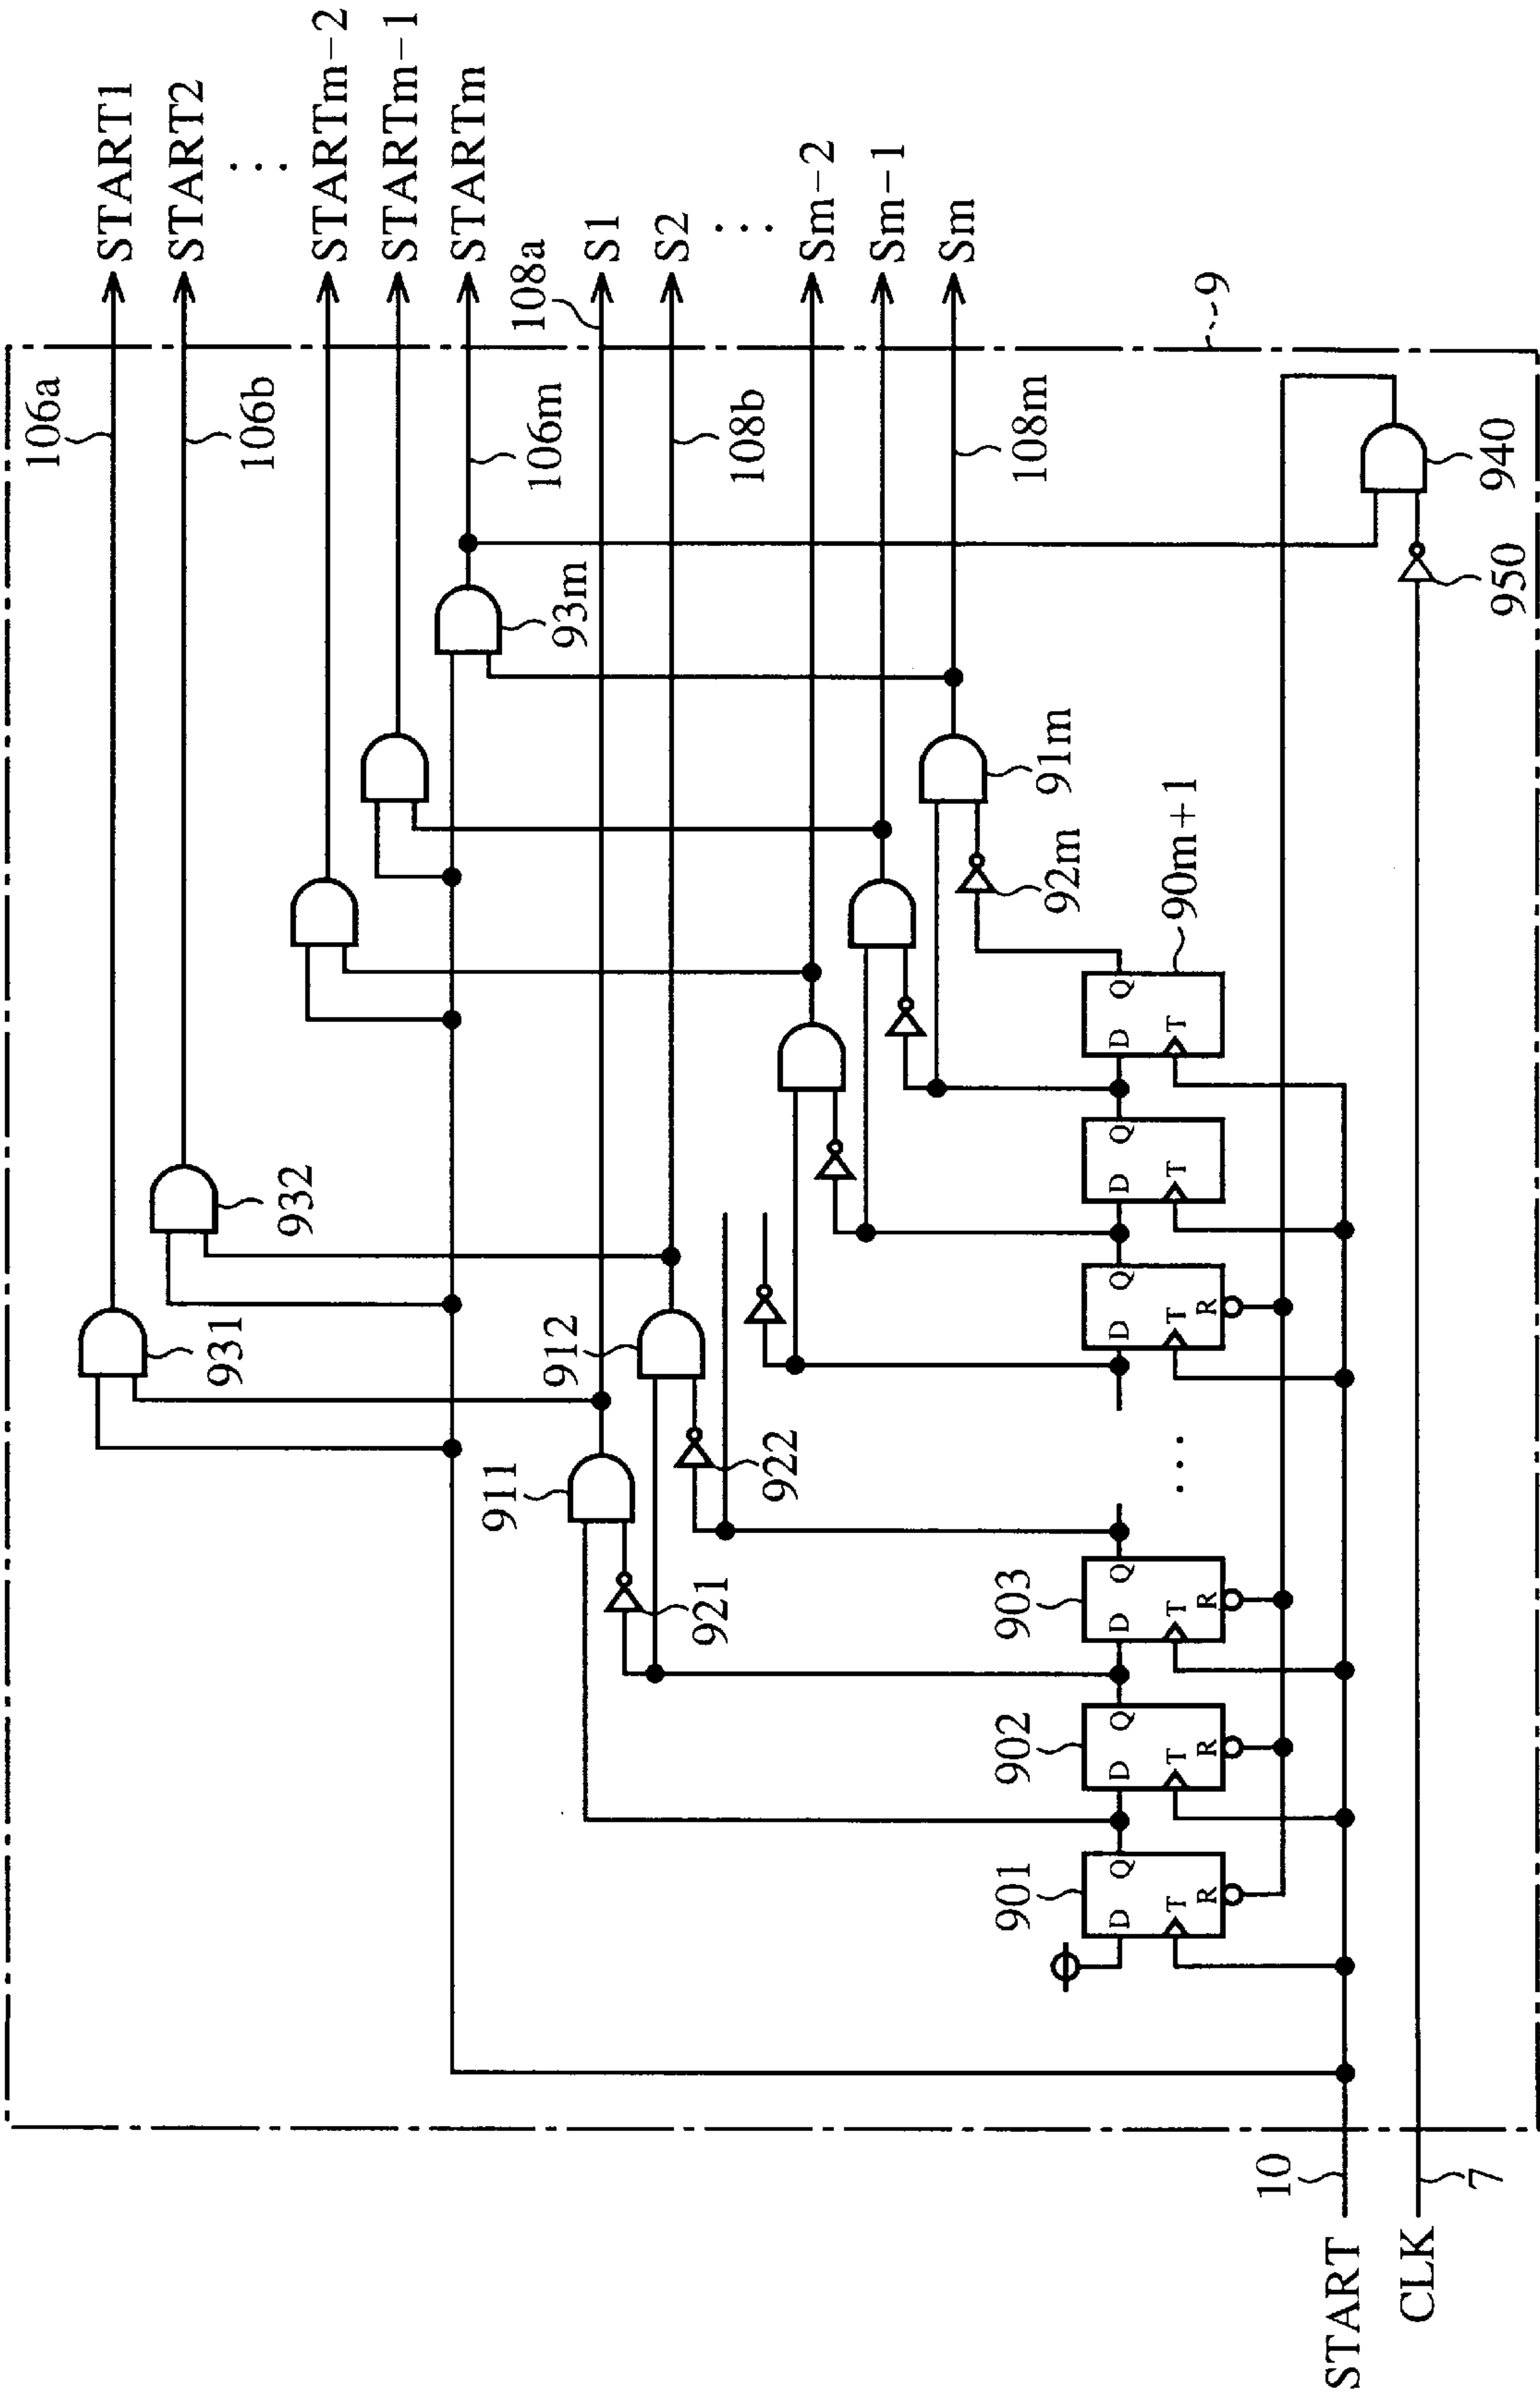 START1
START2
⋮
STARTm−2
STARTm−1
STARTm
S1
S2
⋮
Sm−2
Sm−1
Sm
106a
106b
106m
108a
108b
108m
9
931
932
93m
911
912
91m
921
922
92m
901
902
903
90m+1
940
950
D Q T R
D Q T R
D Q T R
...
D Q T R
D Q T
D Q T
START
10
CLK
7